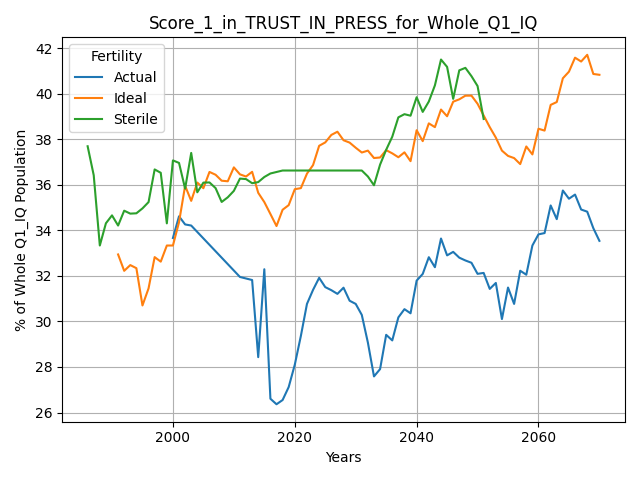 Score_1_in_TRUST_IN_PRESS_for_Whole_Q1_IQ
Fertility
Actual
Ideal
Sterile
% of Whole Q1_IQ Population
42
40
38
36
34
32
30
28
26
2000
2020
2040
2060
Years